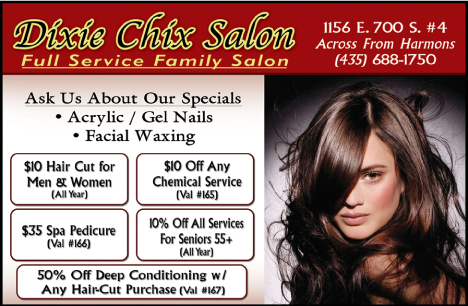 Dixie Chix Salon
Full Service Family Salon
1156 E. 700 S. #4
Across From Harmons
(435) 688-1750
Ask Us About Our Specials
• Acrylic / Gel Nails
• Facial Waxing
$10 Hair Cut for
Men & Women
(All Year)
$10 Off Any
Chemical Service
(Val #165)
$35 Spa Pedicure
(Val #166)
10% Off All Services
For Seniors 55+
(All Year)
50% Off Deep Conditioning w/
Any Hair-Cut Purchase (Val #167)